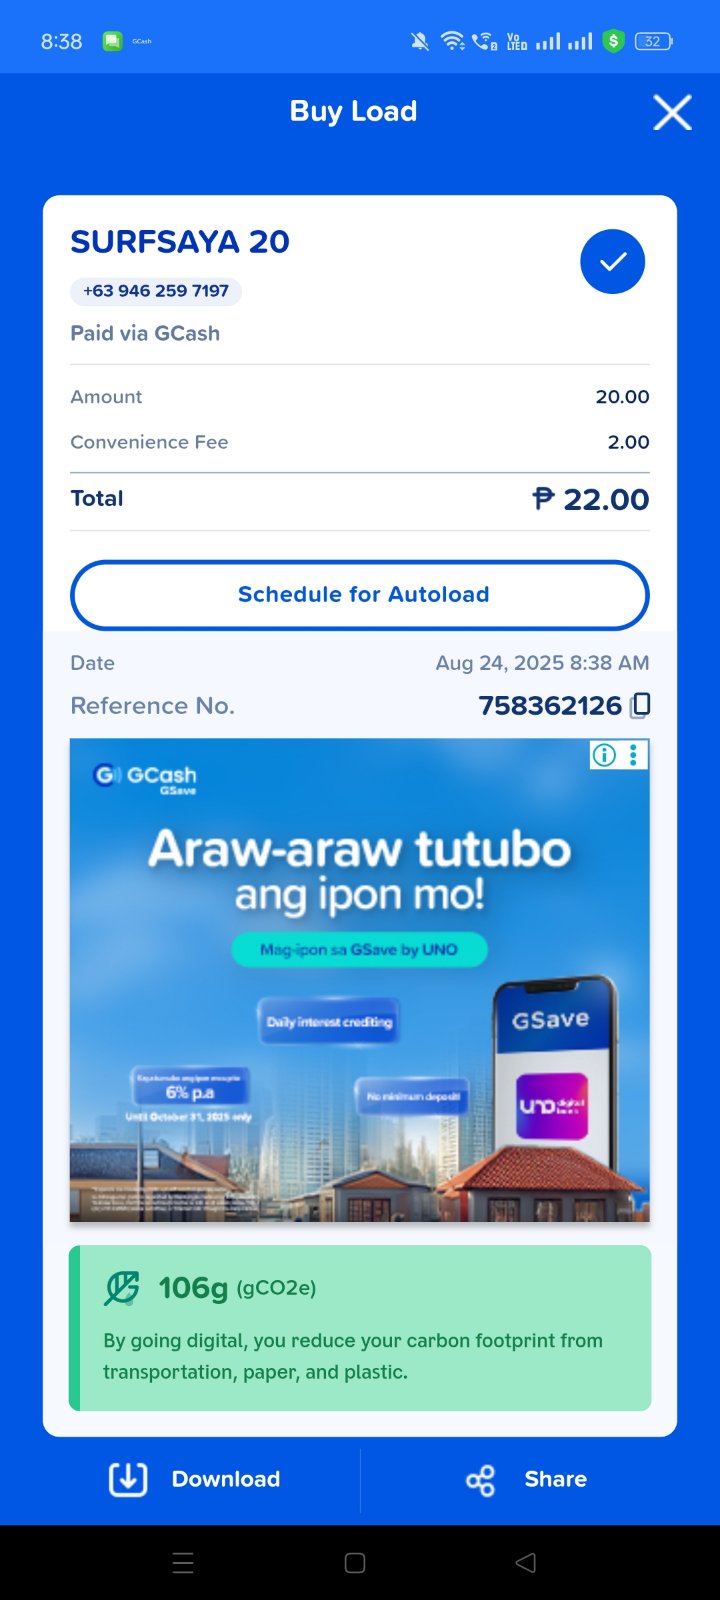 8:38
GCash
Vo
LTED
32
Buy Load
SURFSAYA 20
+63 946 259 7197
Paid via GCash
Amount 20.00
Convenience Fee 2.00
Total ₱ 22.00
Schedule for Autoload
Date Aug 24, 2025 8:38 AM
Reference No. 758362126
GCash
GSave
Araw-araw tutubo
ang ipon mo!
Mag-ipon sa GSave by UNO
GSave
Daily interest crediting
6% p.a
No minimum deposit!
Until October 31, 2025 only
uno digital bank
106g (gCO2e)
By going digital, you reduce your carbon footprint from
transportation, paper, and plastic.
Download Share